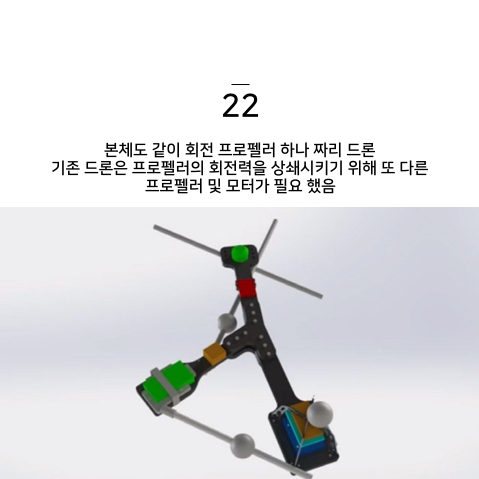 22
본체도 같이 회전 프로펠러 하나 짜리 드론
기존 드론은 프로펠러의 회전력을 상쇄시키기 위해 또 다른
프로펠러 및 모터가 필요 했음